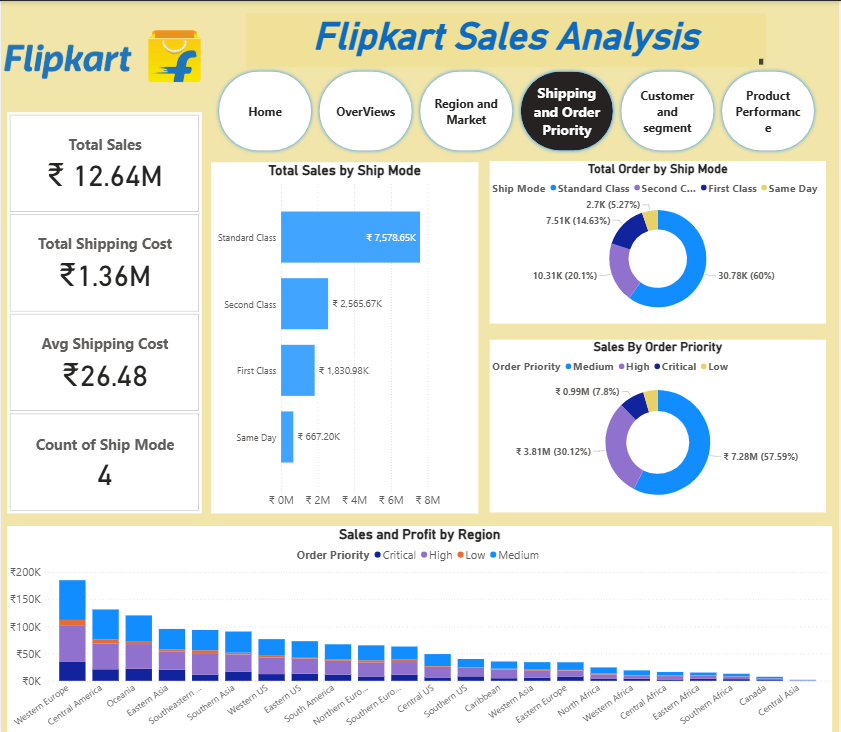 Flipkart
Flipkart Sales Analysis
Home
OverViews
Region and
Market
Shipping
and Order
Priority
Customer
and
segment
Product
Performanc
e
Total Sales
₹ 12.64M
Total Shipping Cost
₹1.36M
Avg Shipping Cost
₹26.48
Count of Ship Mode
4
Total Sales by Ship Mode
Standard Class
₹ 7,578.65K
Second Class
₹ 2,565.67K
First Class
₹ 1,830.98K
Same Day
₹ 667.20K
₹ 0M ₹ 2M ₹ 4M ₹ 6M ₹ 8M
Total Order by Ship Mode
Ship Mode Standard Class Second C... First Class Same Day
2.7K (5.27%)
7.51K (14.63%)
10.31K (20.1%)
30.78K (60%)
Sales By Order Priority
Order Priority Medium High Critical Low
₹ 0.99M (7.8%)
₹ 3.81M (30.12%)
₹ 7.28M (57.59%)
Sales and Profit by Region
Order Priority Critical High Low Medium
₹200K
₹150K
₹100K
₹50K
₹0K
Western Europe
Central America
Oceania
Eastern Asia
Southeastern ...
Southern Asia
Western US
Eastern US
South America
Northern Euro...
Southern Euro...
Central US
Southern US
Caribbean
Western Asia
Eastern Europe
North Africa
Western Africa
Central Africa
Eastern Africa
Southern Africa
Canada
Central Asia